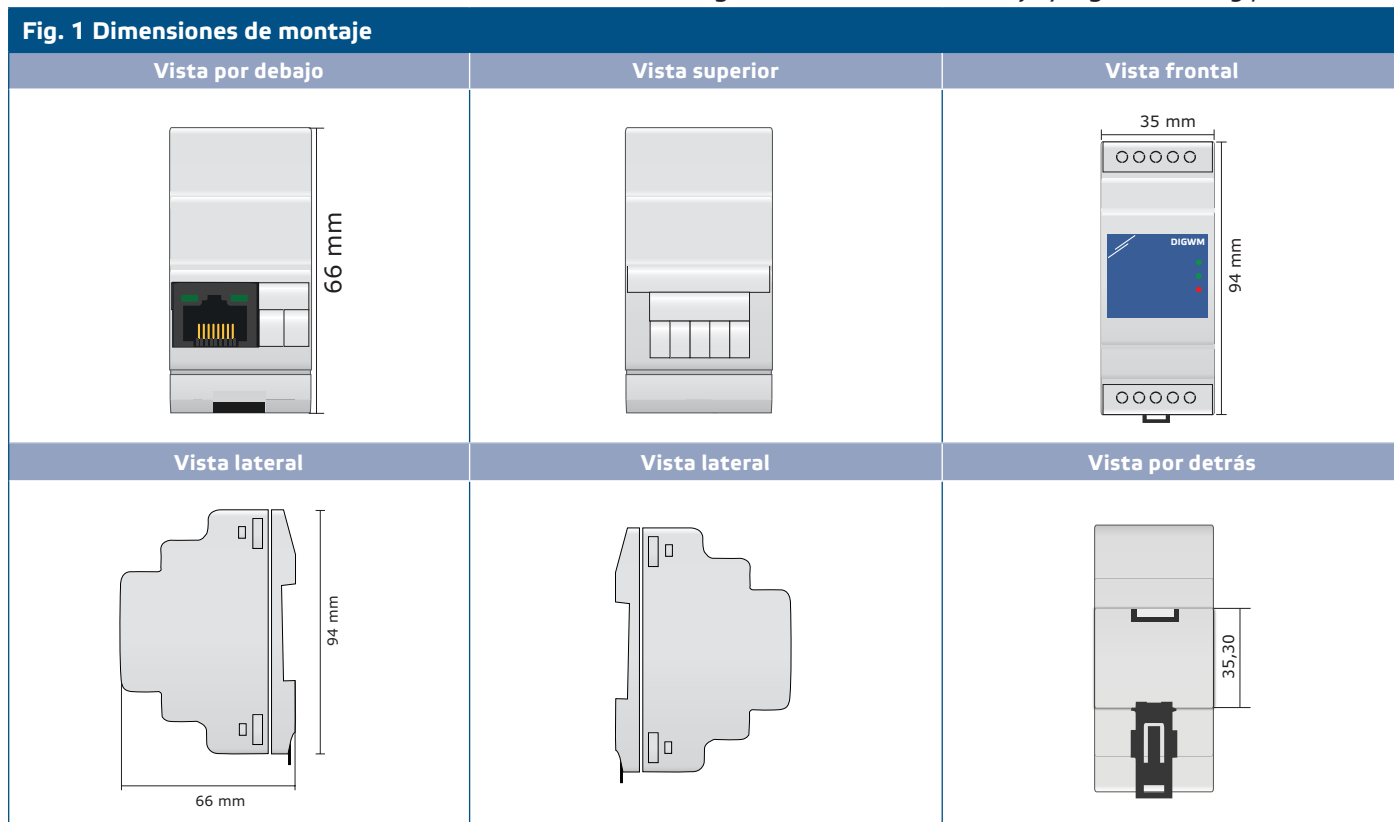 Fig. 1 Dimensiones de montaje
Vista por debajo
Vista superior
Vista frontal
66 mm
35 mm
DIGWM
94 mm
Vista lateral
Vista lateral
Vista por detrás
94 mm
66 mm
35,30